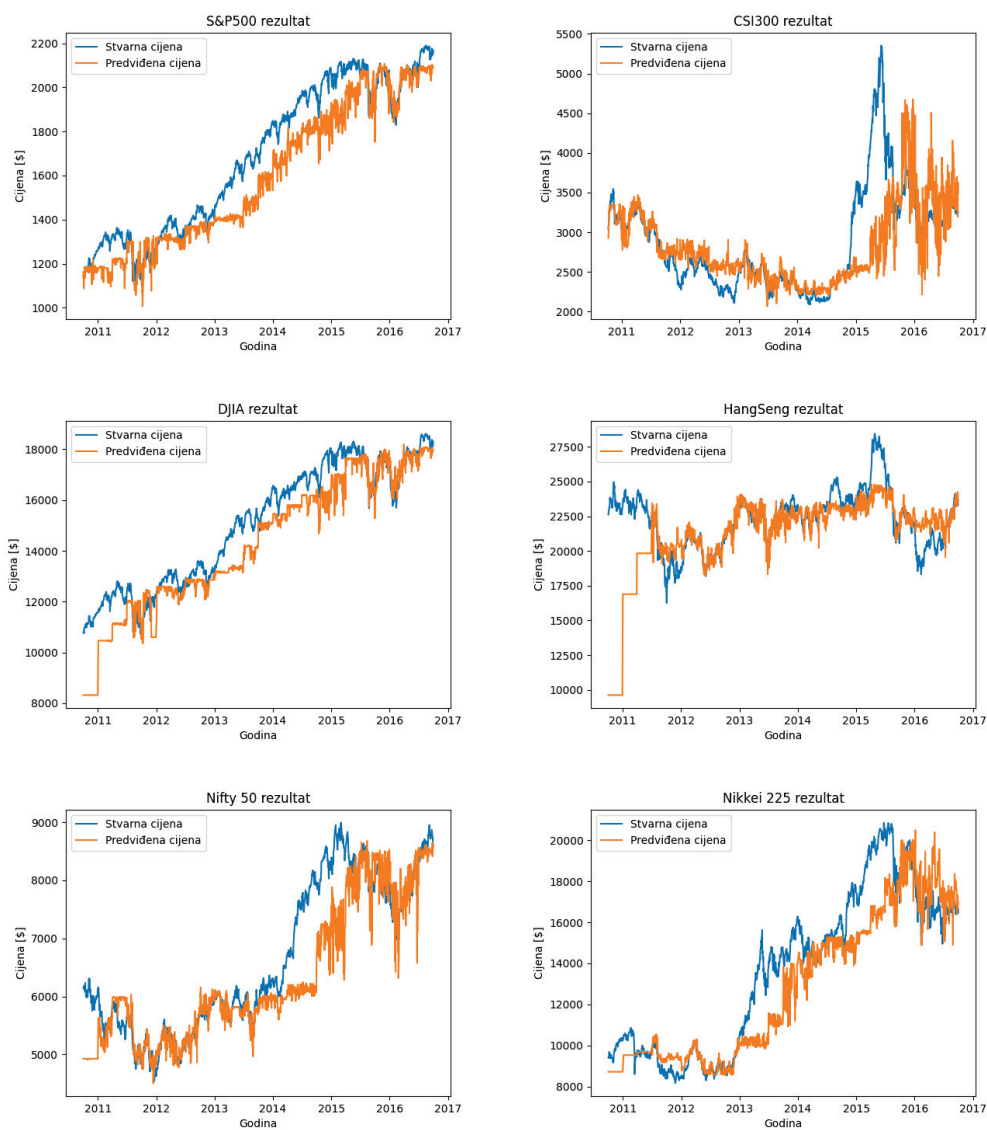 S&P500 rezultat
Stvarna cijena
Predviđena cijena
2200
2000
1800
1600
1400
1200
1000
Cijena [$]
2011 2012 2013 2014 2015 2016 2017
Godina
CSI300 rezultat
Stvarna cijena
Predviđena cijena
5500
5000
4500
4000
3500
3000
2500
2000
Cijena [$]
2011 2012 2013 2014 2015 2016 2017
Godina
DJIA rezultat
Stvarna cijena
Predviđena cijena
18000
16000
14000
12000
10000
8000
Cijena [$]
2011 2012 2013 2014 2015 2016 2017
Godina
HangSeng rezultat
Stvarna cijena
Predviđena cijena
27500
25000
22500
20000
17500
15000
12500
10000
Cijena [$]
2011 2012 2013 2014 2015 2016 2017
Godina
Nifty 50 rezultat
Stvarna cijena
Predviđena cijena
9000
8000
7000
6000
5000
Cijena [$]
2011 2012 2013 2014 2015 2016 2017
Godina
Nikkei 225 rezultat
Stvarna cijena
Predviđena cijena
20000
18000
16000
14000
12000
10000
8000
Cijena [$]
2011 2012 2013 2014 2015 2016 2017
Godina